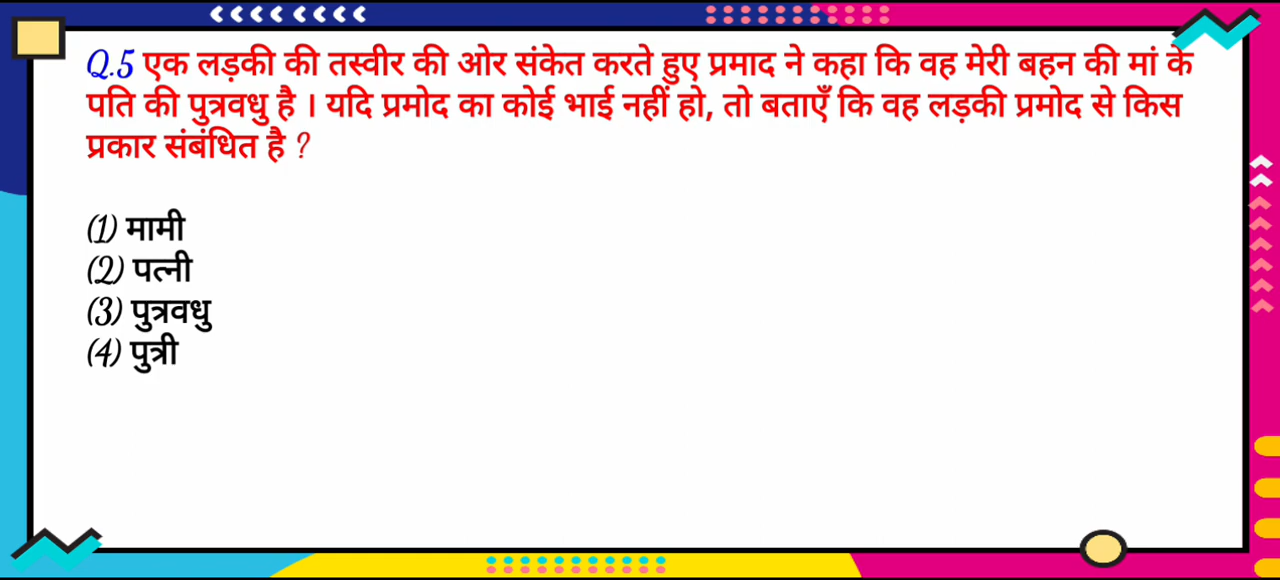 Q.5 एक लड़की की तस्वीर की ओर संकेत करते हुए प्रमाद ने कहा कि वह मेरी बहन की मां के
पति की पुत्रवधु है । यदि प्रमोद का कोई भाई नहीं हो, तो बताएँ कि वह लड़की प्रमोद से किस
प्रकार संबंधित है ?
(1) मामी
(2) पत्नी
(3) पुत्रवधु
(4) पुत्री